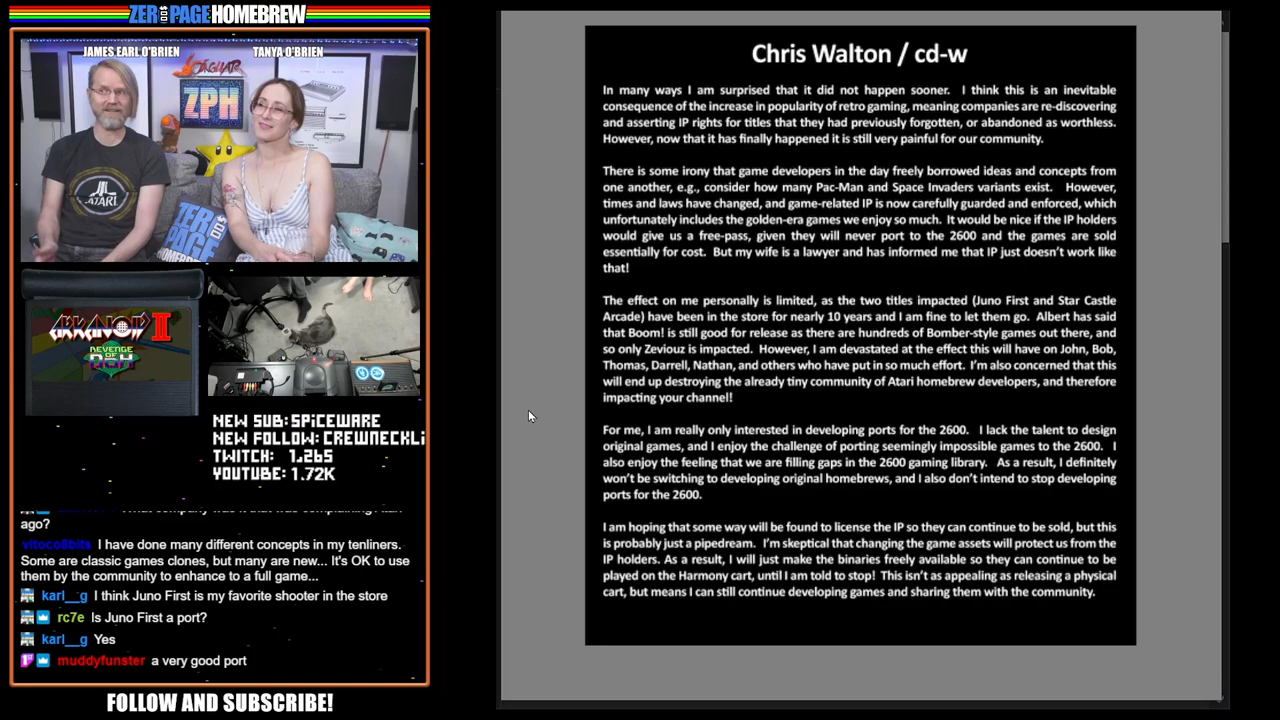 ZEROPAGE HOMEBREW
JAMES EARL O'BRIEN
TANYA O'BRIEN
ZPH
ATARI
ZERO
PAGE
HOMEBREW
ARKANOID II
REVENGE
OF
DOH
NEW SUB: SPICEWARE
NEW FOLLOW: CREWNECKLI
TWITCH: 1,265
YOUTUBE: 1.72K
ago?
vitoco8bits I have done many different concepts in my tenliners.
Some are classic games clones, but many are new... It's OK to use
them by the community to enhance to a full game...
karl__g I think Juno First is my favorite shooter in the store
rc7e Is Juno First a port?
karl__g Yes
muddyfunster a very good port
FOLLOW AND SUBSCRIBE!
Chris Walton / cd-w
In many ways I am surprised that it did not happen sooner. I think this is an inevitable
consequence of the increase in popularity of retro gaming, meaning companies are re-discovering
and asserting IP rights for titles that they had previously forgotten, or abandoned as worthless.
However, now that it has finally happened it is still very painful for our community.
There is some irony that game developers in the day freely borrowed ideas and concepts from
one another, e.g., consider how many Pac-Man and Space Invaders variants exist. However,
times and laws have changed, and game-related IP is now carefully guarded and enforced, which
unfortunately includes the golden-era games we enjoy so much. It would be nice if the IP holders
would give us a free-pass, given they will never port to the 2600 and the games are sold
essentially for cost. But my wife is a lawyer and has informed me that IP just doesn't work like
that!
The effect on me personally is limited, as the two titles impacted (Juno First and Star Castle
Arcade) have been in the store for nearly 10 years and I am fine to let them go. Albert has said
that Boom! is still good for release as there are hundreds of Bomber-style games out there, and
so only Zeviouz is impacted. However, I am devastated at the effect this will have on John, Bob,
Thomas, Darrell, Nathan, and others who have put in so much effort. I'm also concerned that this
will end up destroying the already tiny community of Atari homebrew developers, and therefore
impacting your channel!
For me, I am really only interested in developing ports for the 2600. I lack the talent to design
original games, and I enjoy the challenge of porting seemingly impossible games to the 2600. I
also enjoy the feeling that we are filling gaps in the 2600 gaming library. As a result, I definitely
won't be switching to developing original homebrews, and I also don't intend to stop developing
ports for the 2600.
I am hoping that some way will be found to license the IP so they can continue to be sold, but this
is probably just a pipedream. I'm skeptical that changing the game assets will protect us from the
IP holders. As a result, I will just make the binaries freely available so they can continue to be
played on the Harmony cart, until I am told to stop! This isn't as appealing as releasing a physical
cart, but means I can still continue developing games and sharing them with the community.